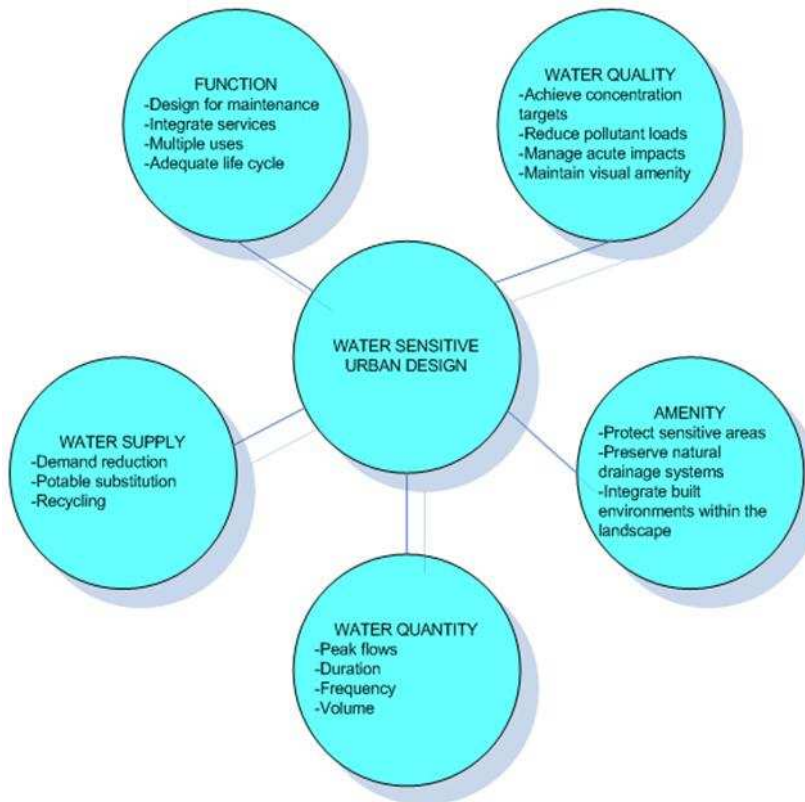 FUNCTION
-Design for maintenance
-Integrate services
-Multiple uses
-Adequate life cycle
WATER QUALITY
-Achieve concentration
targets
-Reduce pollutant loads
-Manage acute impacts
-Maintain visual amenity
WATER SENSITIVE
URBAN DESIGN
WATER SUPPLY
-Demand reduction
-Potable substitution
-Recycling
AMENITY
-Protect sensitive areas
-Preserve natural
drainage systems
-Integrate built
environments within the
landscape
WATER QUANTITY
-Peak flows
-Duration
-Frequency
-Volume